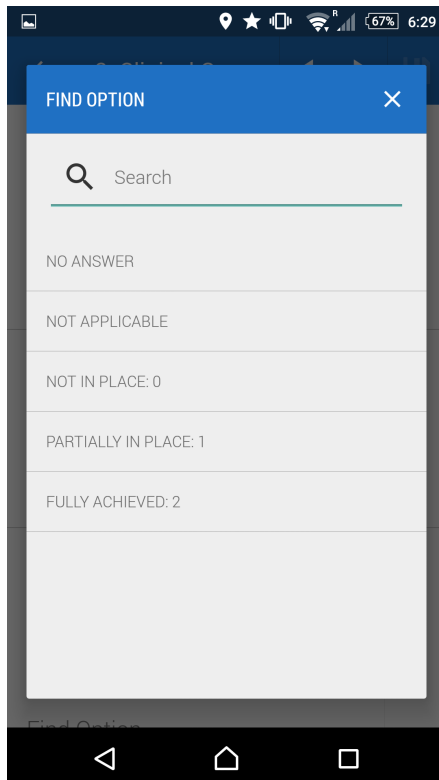 R
67% 6:29
FIND OPTION
Search
NO ANSWER
NOT APPLICABLE
NOT IN PLACE: 0
PARTIALLY IN PLACE: 1
FULLY ACHIEVED: 2
Find Option